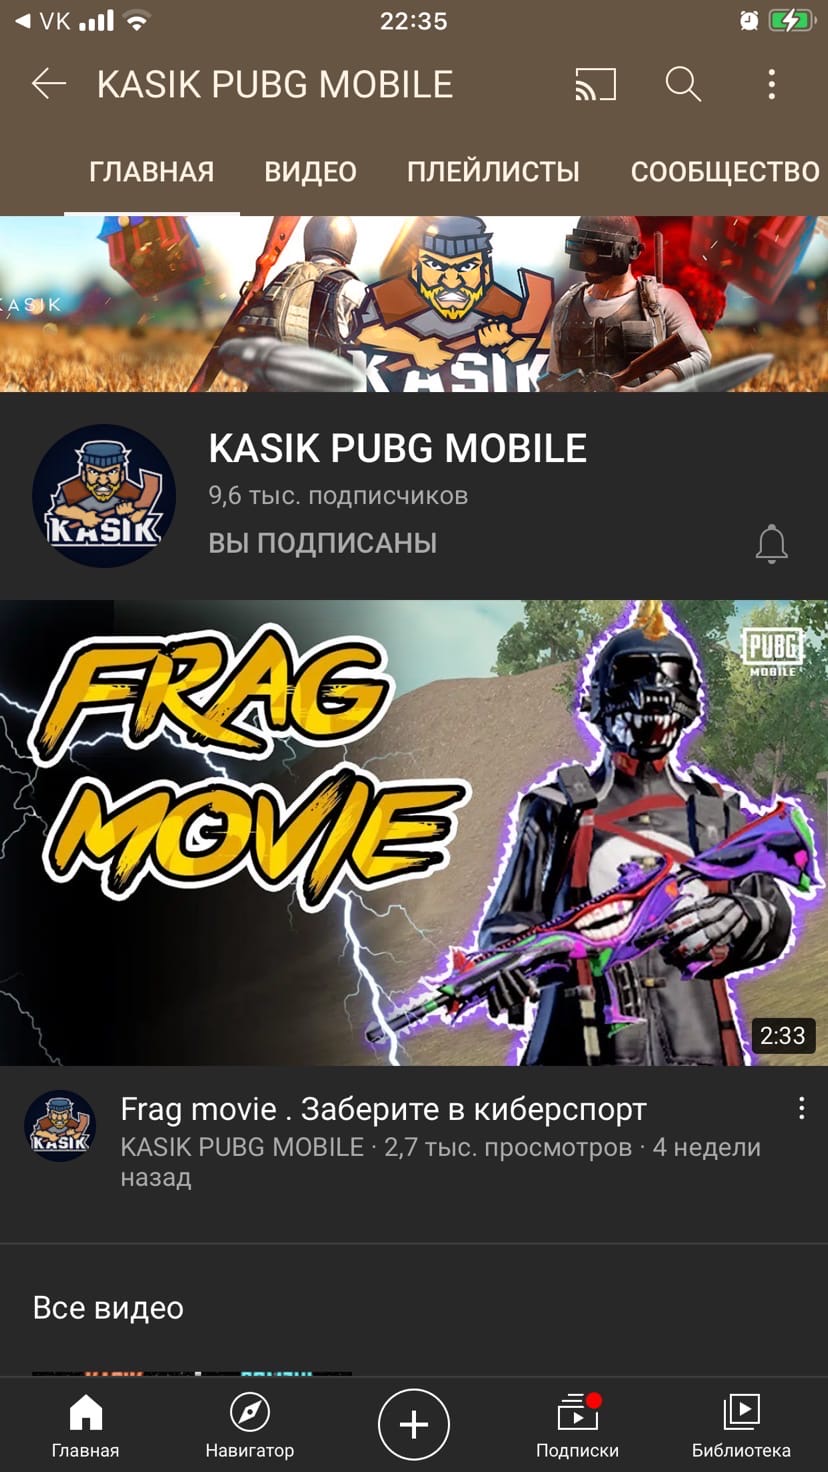 VK
22:35
KASIK PUBG MOBILE
ГЛАВНАЯ ВИДЕО ПЛЕЙЛИСТЫ СООБЩЕСТВО
KASIK
KASIK
KASIK
KASIK PUBG MOBILE
9,6 тыс. подписчиков
ВЫ ПОДПИСАНЫ
FRAG
MOVIE
PUBG
MOBILE
2:33
KASIK
Frag movie . Заберите в киберспорт
KASIK PUBG MOBILE · 2,7 тыс. просмотров · 4 недели
назад
Все видео
Главная Навигатор Подписки Библиотека